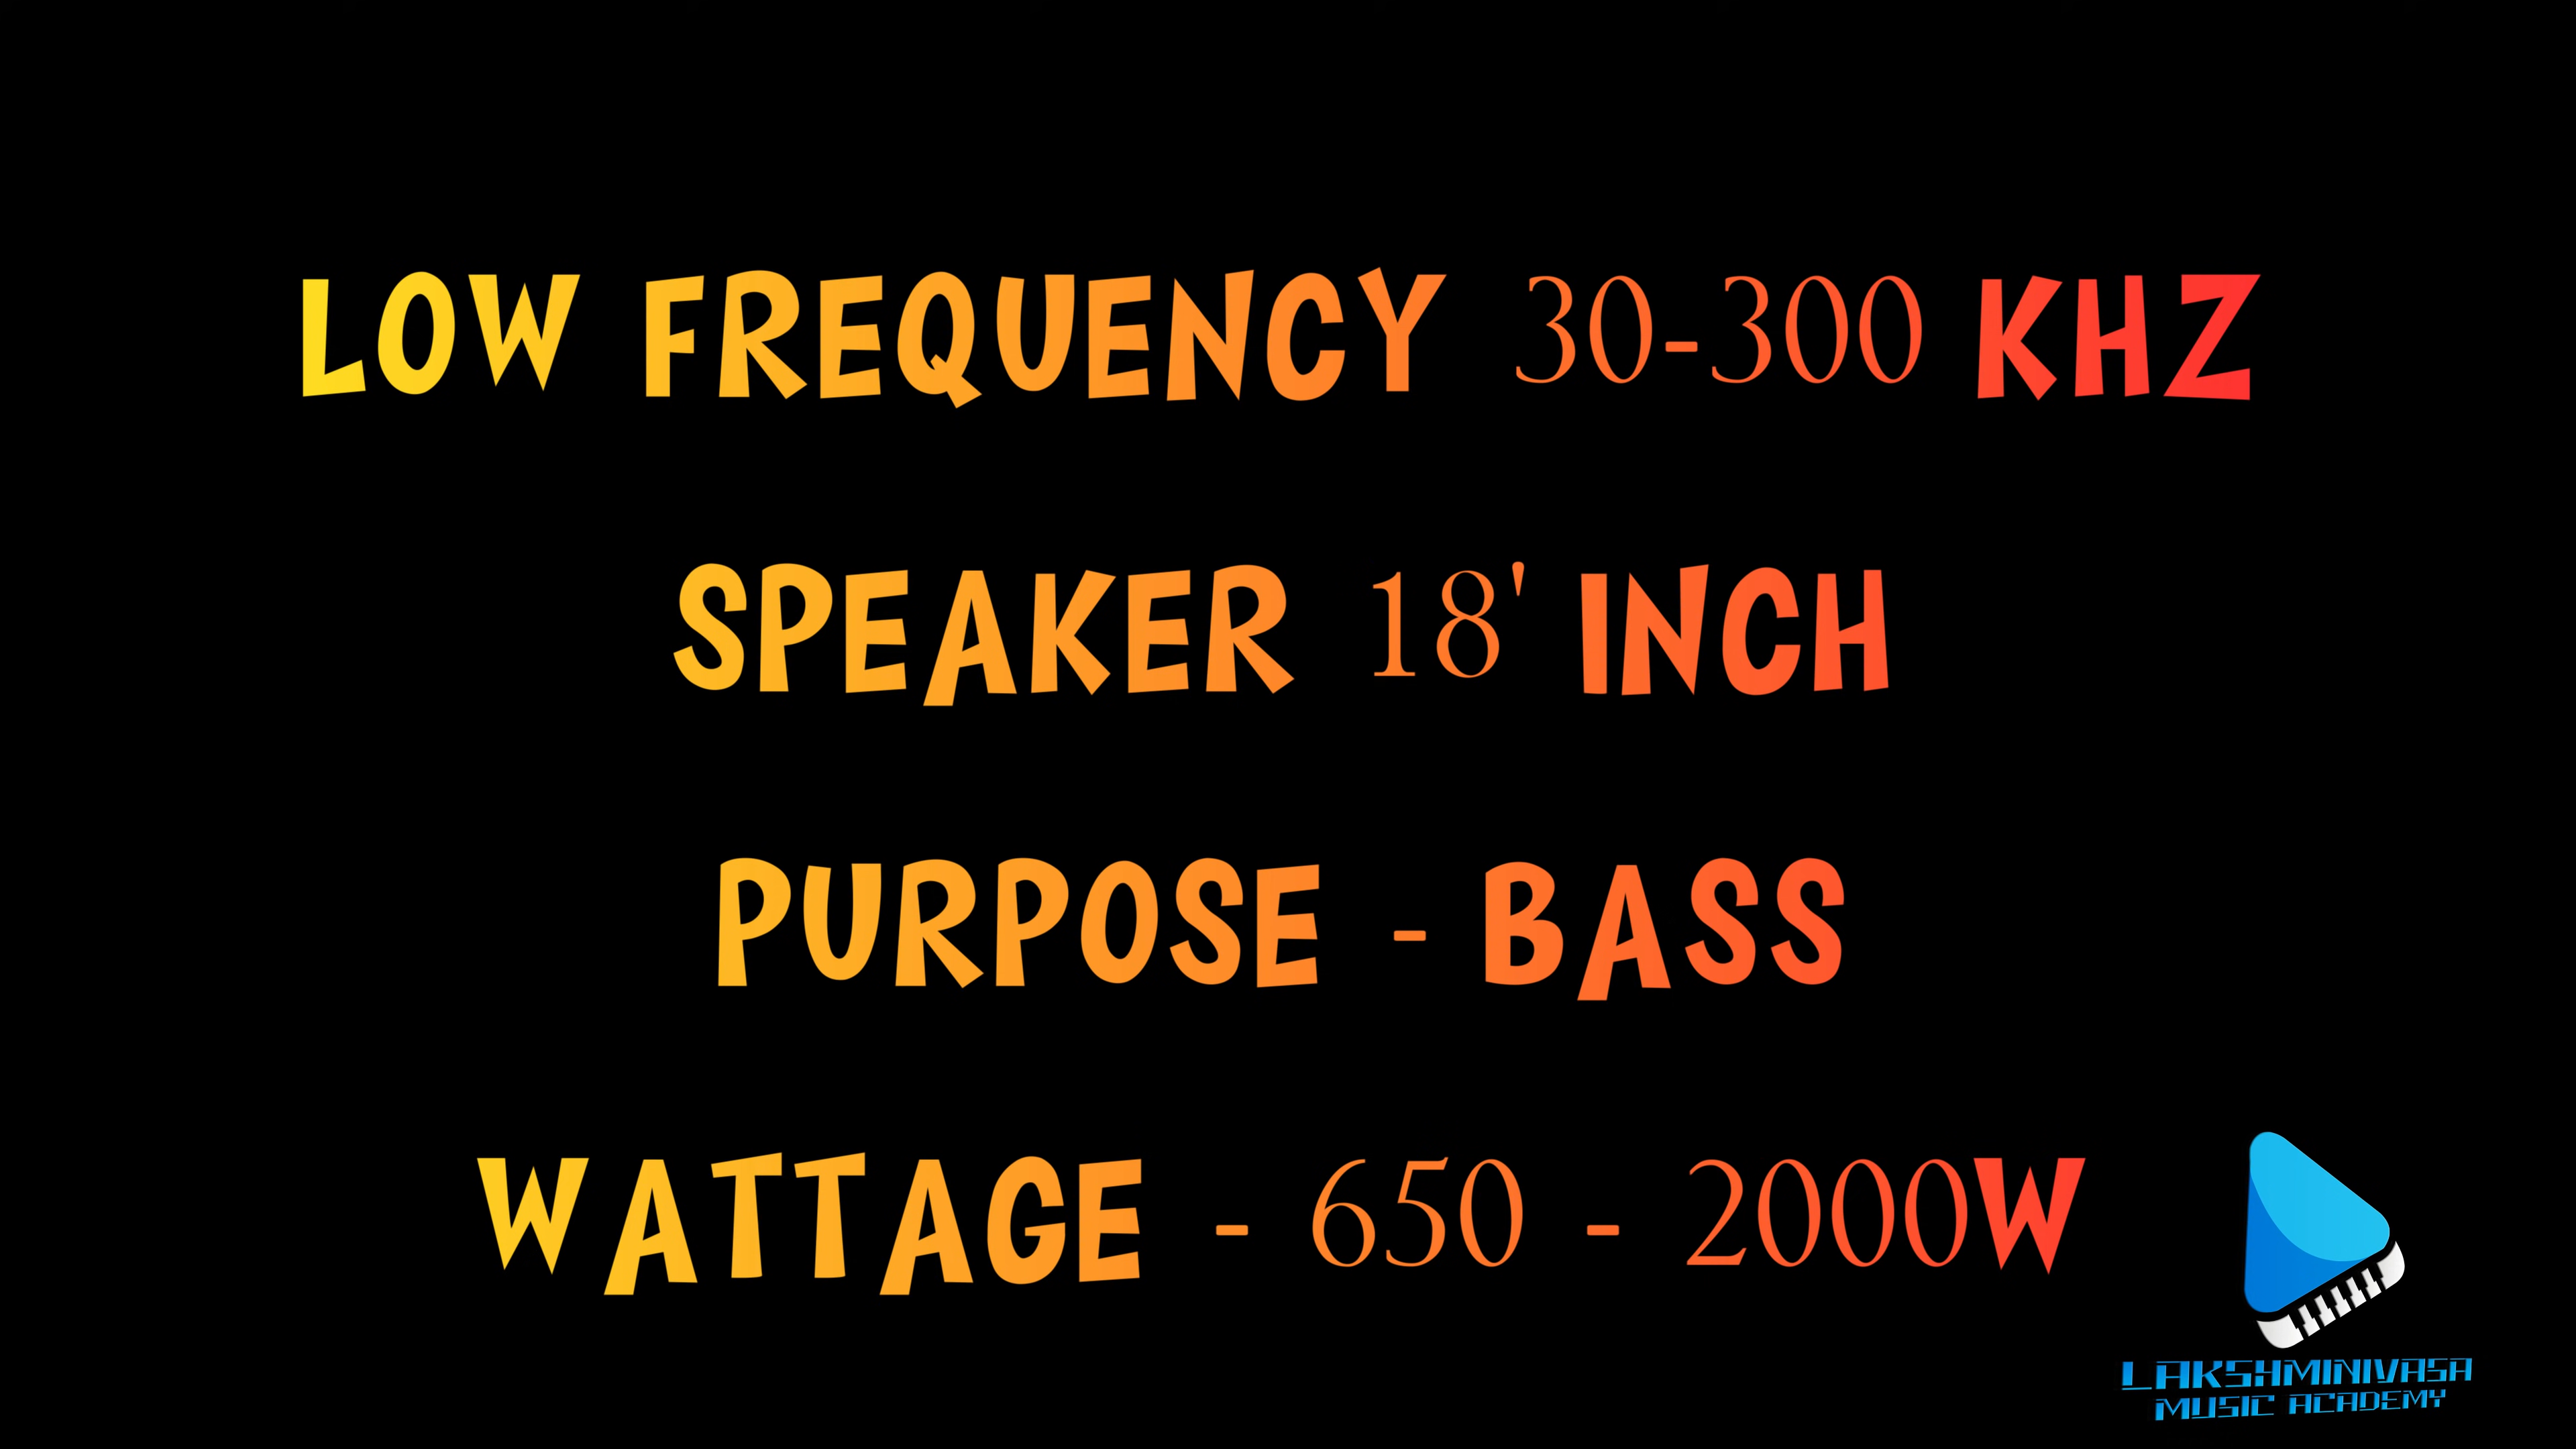 LOW FREQUENCY 30-300 KHZ
SPEAKER 18' INCH
PURPOSE - BASS
WATTAGE - 650 - 2000W
LAKSHMINIVASA
MUSIC ACADEMY